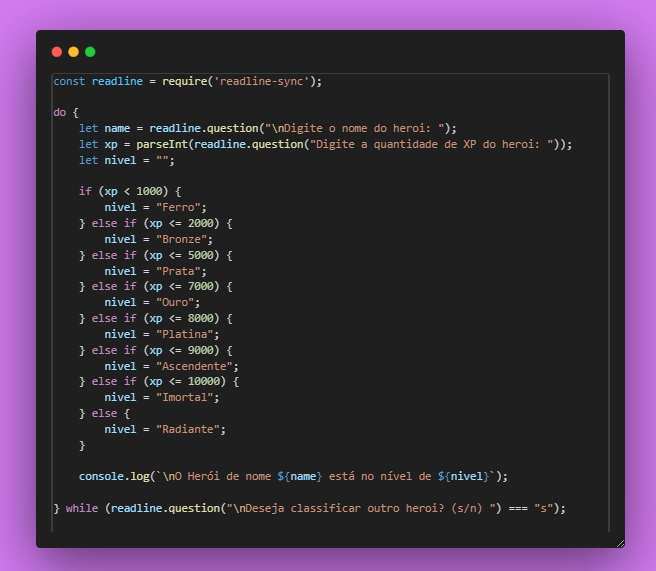 const readline = require('readline-sync');

do {
    let name = readline.question("\nDigite o nome do heroi: ");
    let xp = parseInt(readline.question("Digite a quantidade de XP do heroi: "));
    let nivel = "";

    if (xp < 1000) {
        nivel = "Ferro";
    } else if (xp <= 2000) {
        nivel = "Bronze";
    } else if (xp <= 5000) {
        nivel = "Prata";
    } else if (xp <= 7000) {
        nivel = "Ouro";
    } else if (xp <= 8000) {
        nivel = "Platina";
    } else if (xp <= 9000) {
        nivel = "Ascendente";
    } else if (xp <= 10000) {
        nivel = "Imortal";
    } else {
        nivel = "Radiante";
    }

    console.log(`\nO Herói de nome ${name} está no nível de ${nivel}`);

} while (readline.question("\nDeseja classificar outro heroi? (s/n) ") === "s");